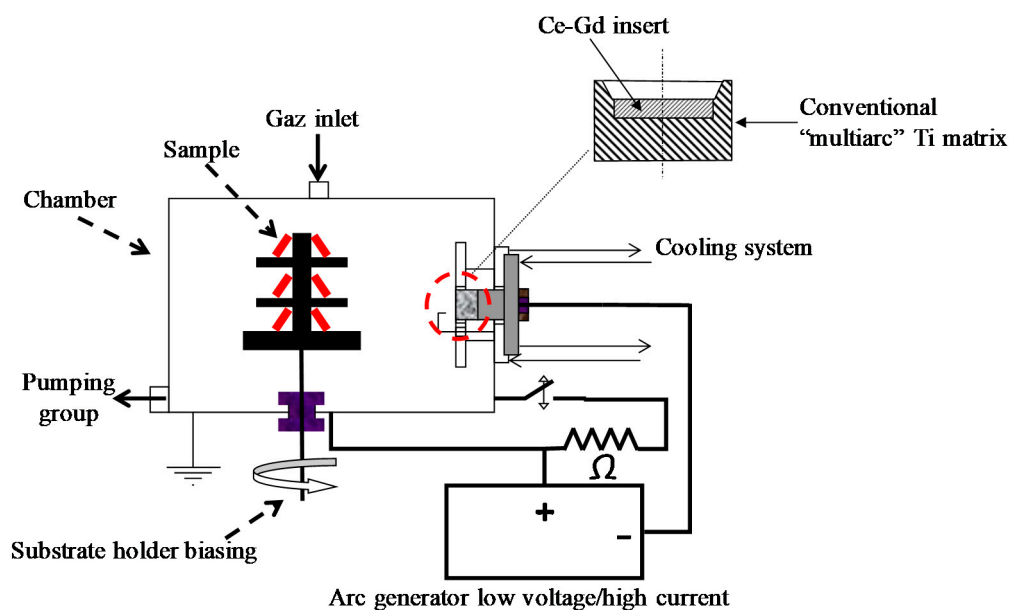 Ce-Gd insert
Conventional
“multiarc” Ti matrix
Gaz inlet
Sample
Chamber
Cooling system
Pumping
group
Ω
+
-
Substrate holder biasing
Arc generator low voltage/high current